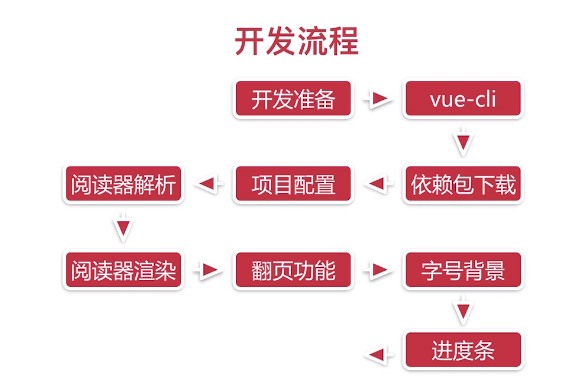 开发流程
开发准备
vue-cli
依赖包下载
项目配置
阅读器解析
阅读器渲染
翻页功能
字号背景
进度条